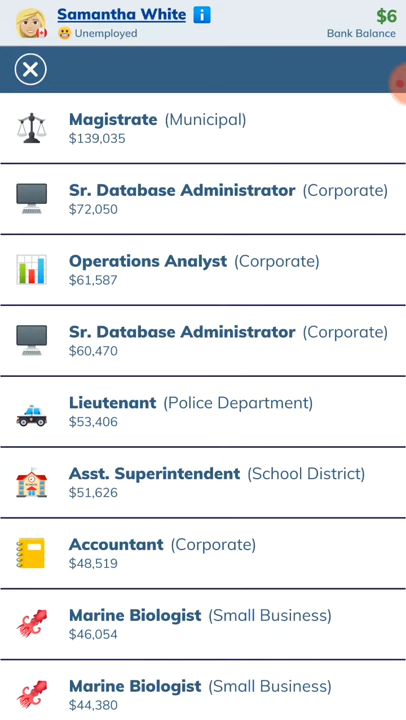 Samantha White i
Unemployed
$6
Bank Balance
Magistrate (Municipal)
$139,035
Sr. Database Administrator (Corporate)
$72,050
Operations Analyst (Corporate)
$61,587
Sr. Database Administrator (Corporate)
$60,470
Lieutenant (Police Department)
$53,406
Asst. Superintendent (School District)
$51,626
Accountant (Corporate)
$48,519
Marine Biologist (Small Business)
$46,054
Marine Biologist (Small Business)
$44,380